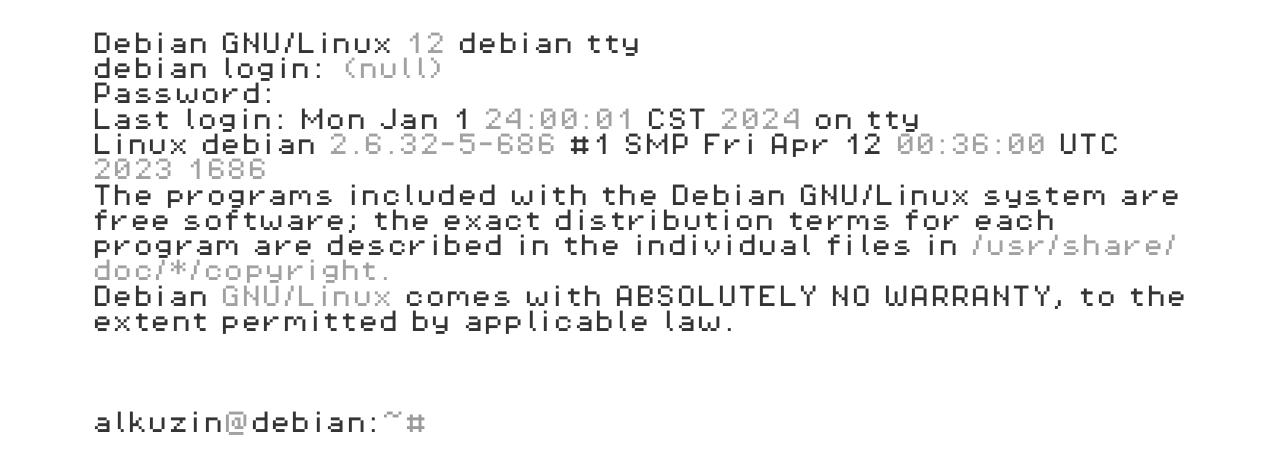 Debian GNU/Linux 12 debian tty
debian login: (null)
Password:
Last login: Mon Jan 1 24:00:01 CST 2024 on tty
Linux debian 2.6.32-5-686 #1 SMP Fri Apr 12 00:36:00 UTC
2023 1686
The programs included with the Debian GNU/Linux system are
free software; the exact distribution terms for each
program are described in the individual files in /usr/share/
doc/*/copyright.
Debian GNU/Linux comes with ABSOLUTELY NO WARRANTY, to the
extent permitted by applicable law.
alkuzin@debian:~#